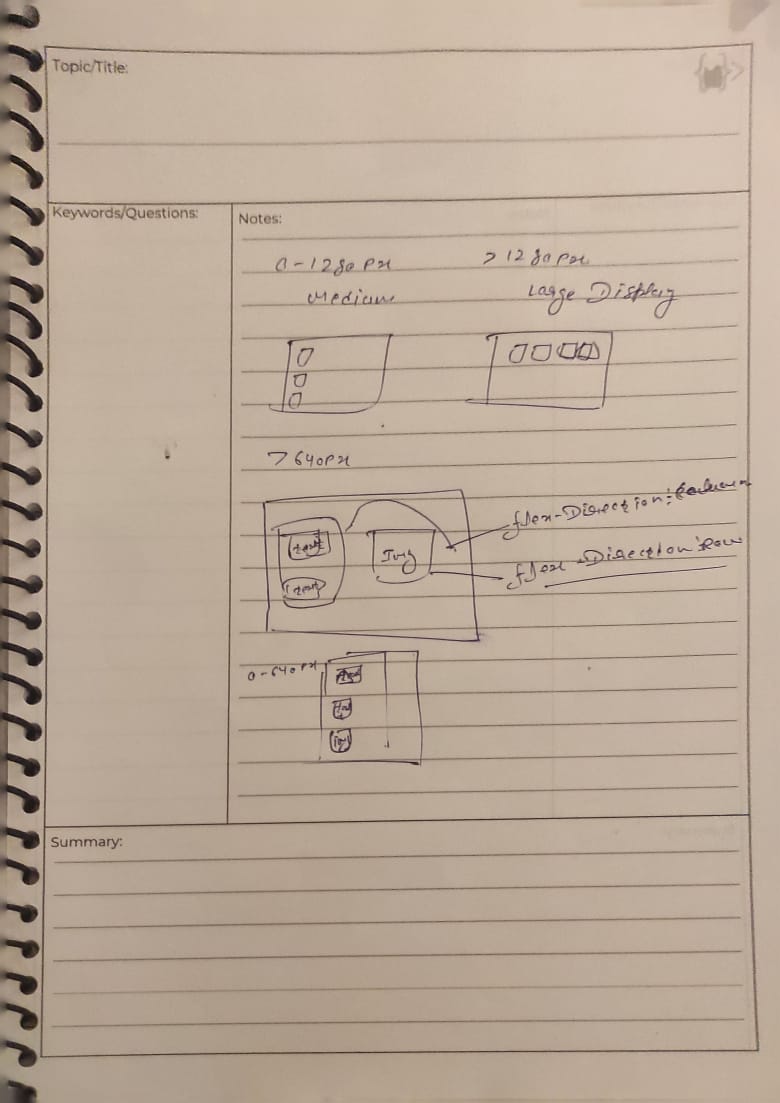 Topic/Title:
Keywords/Questions:
Notes:
0-1280px >1280px
Medium Large Display
>640px
flex-Direction: Column
text
Img
flex-Direction: Row
text
0-640px
text
Img
Summary: